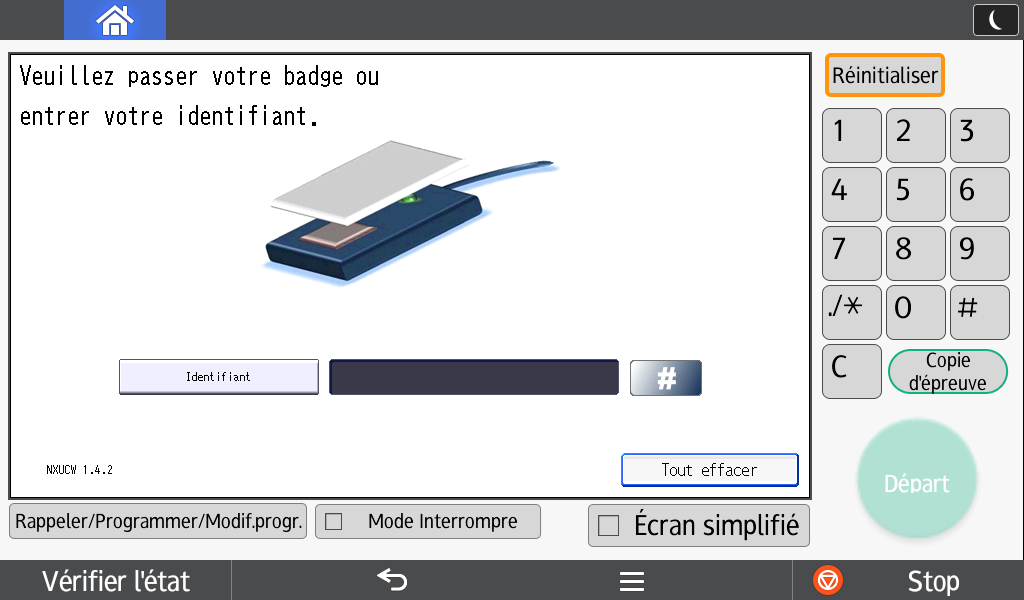 Veuillez passer votre badge ou
entrer votre identifiant.
Réinitialiser
1 2 3
4 5 6
7 8 9
./* 0 #
C
Copie
d'épreuve
Identifiant
#
NXUCW 1.4.2
Tout effacer
Départ
Rappeler/Programmer/Modif.progr.
Mode Interrompre
Écran simplifié
Vérifier l'état
Stop